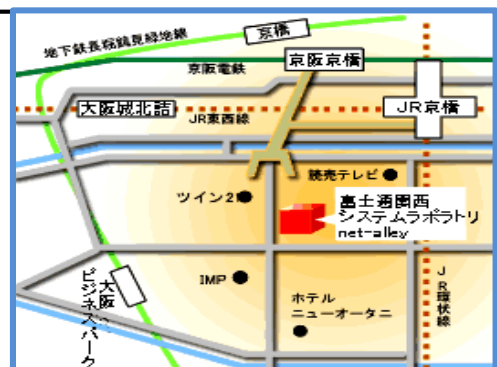 地下鉄長堀鶴見緑地線
京橋
京阪電鉄
京阪京橋
大阪城北詰
JR東西線
JR京橋
読売テレビ
ツイン21
富士通関西
システムラボラトリ
net-alley
IMP
ホテル
ニューオータニ
JR環状線
大阪
ビジネスパーク